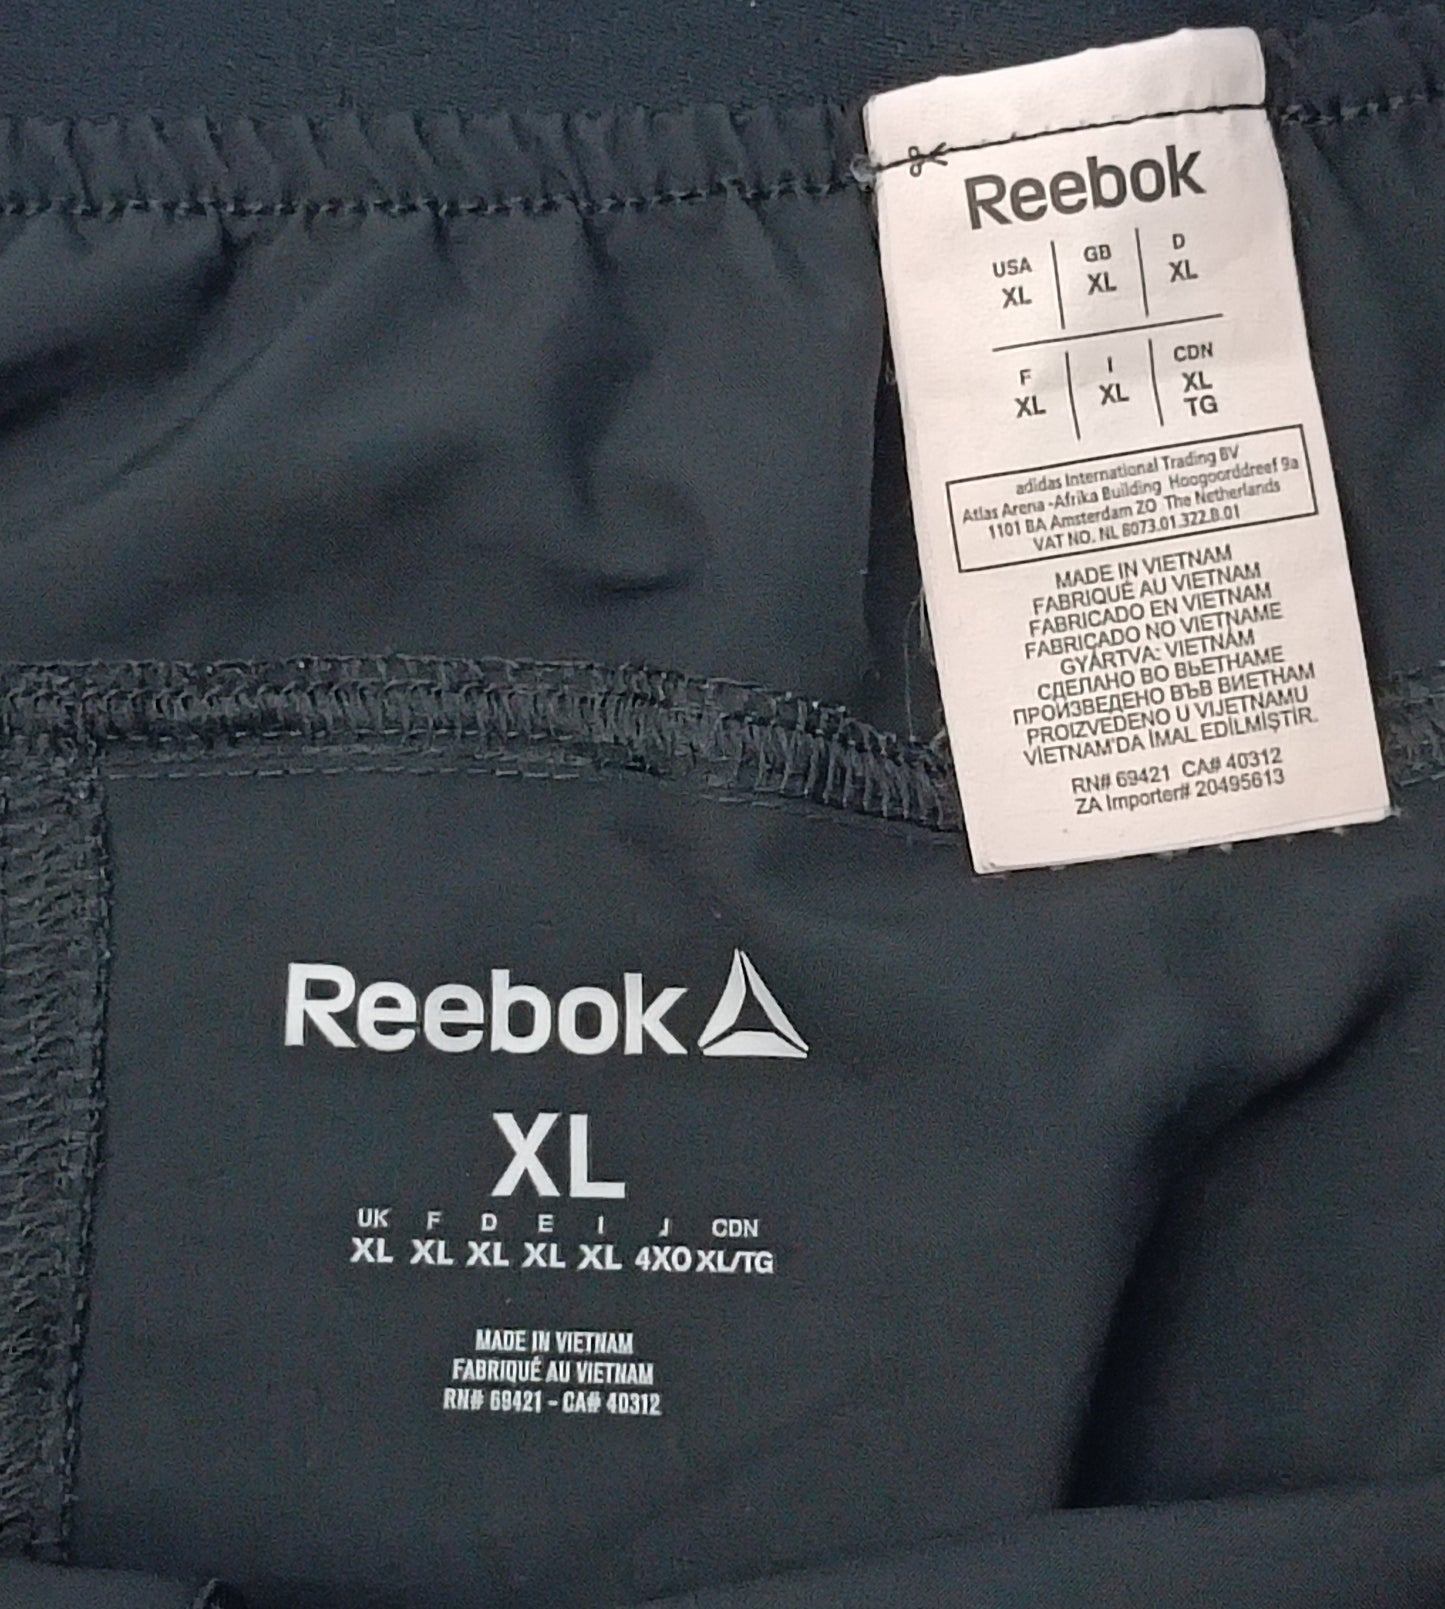 Reebok
USA GB D
XL XL XL
F I CDN
XL XL XL
TG
adidas International Trading BV
Atlas Arena -Afrika Building Hoogoorddreef 9a
1101 BA Amsterdam ZO The Netherlands
VAT NO. NL 8073.01.322.B.01
MADE IN VIETNAM
FABRIQUÉ AU VIETNAM
FABRICADO EN VIETNAM
FABRICADO NO VIETNAME
GYÁRTVA: VIETNÁM
СДЕЛАНО ВО ВЬЕТНАМЕ
ПРОИЗВЕДЕНО ВЪВ ВИЕТНАМ
PROIZVEDENO U VIJETNAMU
VİETNAM'DA İMAL EDİLMİŞTİR.
RN# 69421 CA# 40312
ZA Importer# 20495613
Reebok
XL
UK F D E I J CDN
XL XL XL XL XL 4XO XL/TG
MADE IN VIETNAM
FABRIQUÉ AU VIETNAM
RN# 69421 - CA# 40312